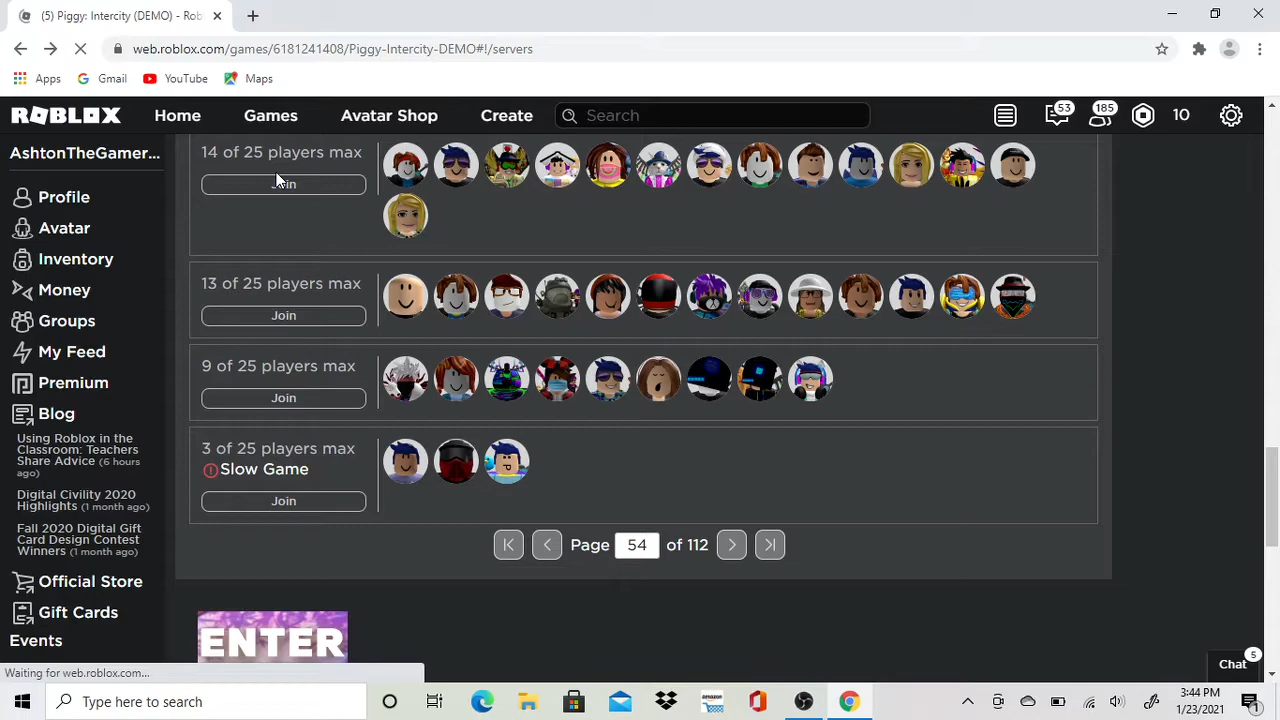 (5) Piggy: Intercity (DEMO) - Rob
web.roblox.com/games/6181241408/Piggy-Intercity-DEMO#!/servers
Apps Gmail YouTube Maps
ROBLOX Home Games Avatar Shop Create Search 53 185 10
AshtonTheGamer...
Profile
Avatar
Inventory
Money
Groups
My Feed
Premium
Blog
Using Roblox in the
Classroom: Teachers
Share Advice (6 hours
ago)
Digital Civility 2020
Highlights (1 month ago)
Fall 2020 Digital Gift
Card Design Contest
Winners (1 month ago)
Official Store
Gift Cards
Events
14 of 25 players max
Join
13 of 25 players max
Join
9 of 25 players max
Join
3 of 25 players max
Slow Game
Join
Page 54 of 112
ENTER
Chat 5
Waiting for web.roblox.com...
Type here to search
3:44 PM
1/23/2021
1